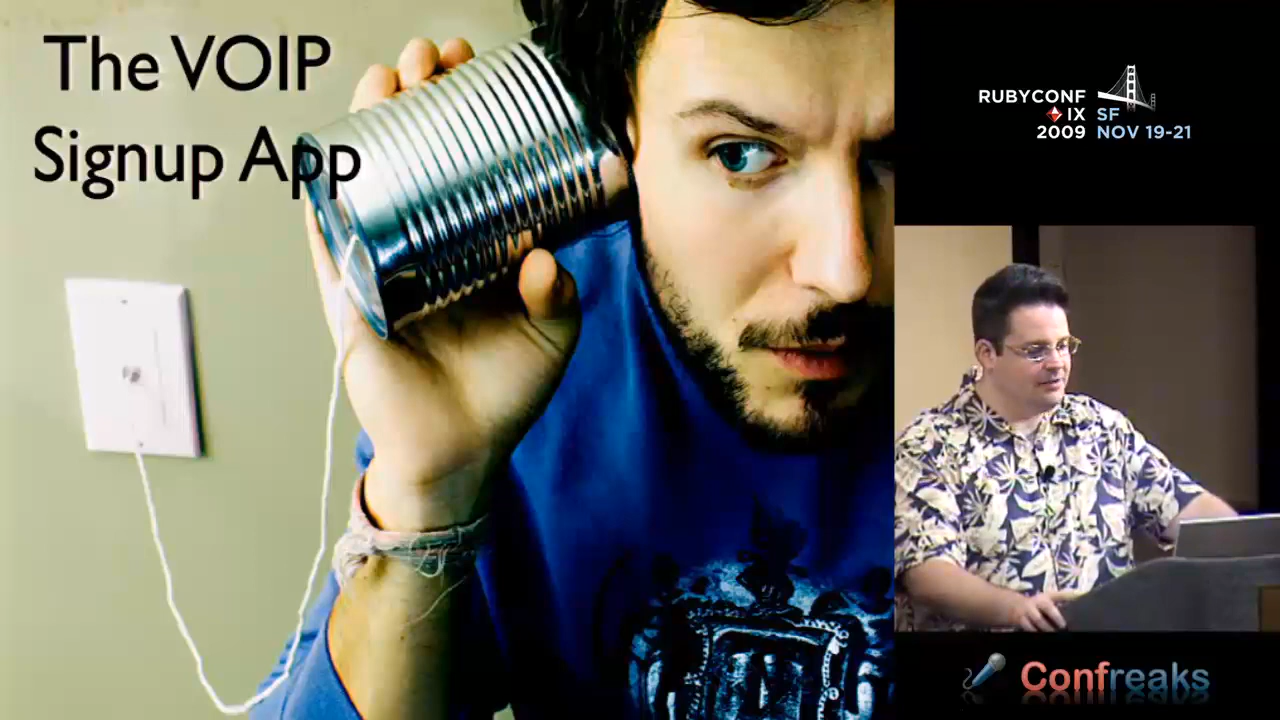 The VOIP
Signup App
RUBYCONF
IX SF
2009 NOV 19-21
Confreaks